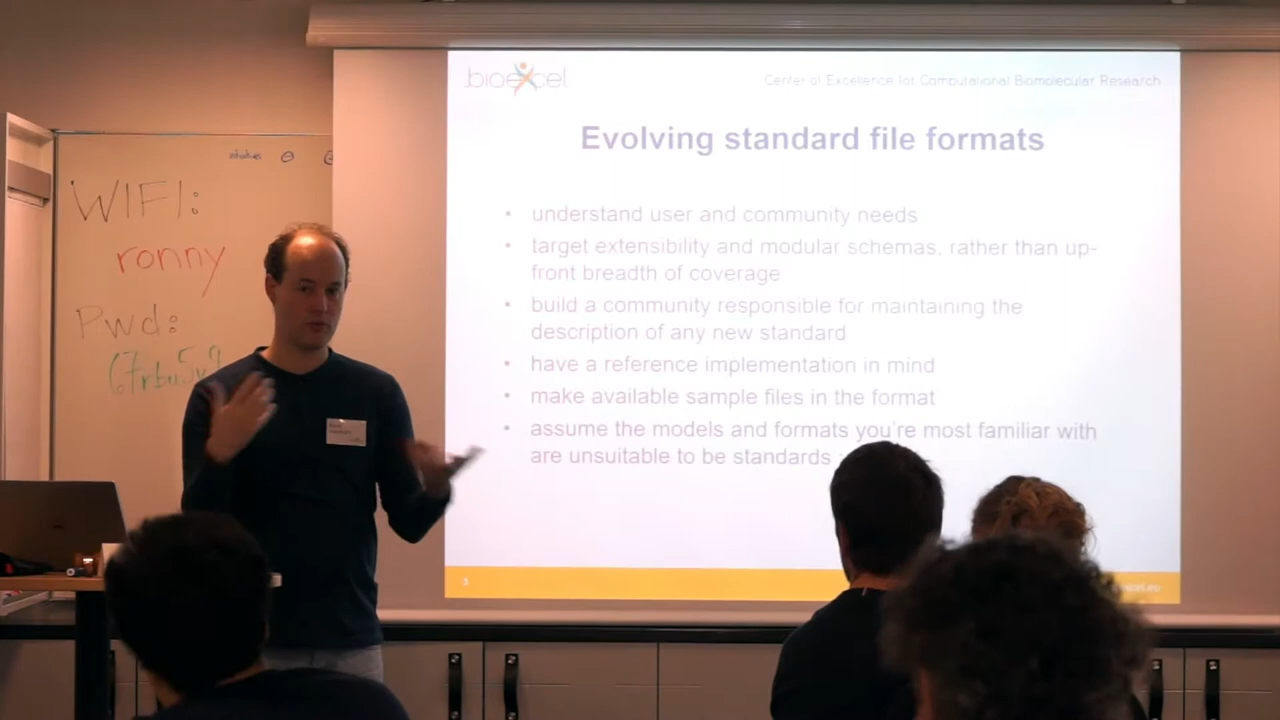 bioexcel
Center of Excellence for Computational Biomolecular Research
Evolving standard file formats
• understand user and community needs
• target extensibility and modular schemas, rather than up-
front breadth of coverage
• build a community responsible for maintaining the
description of any new standard
• have a reference implementation in mind
• make available sample files in the format
• assume the models and formats you're most familiar with
are unsuitable to be standards
3
WIFI:
ronny
Pwd: